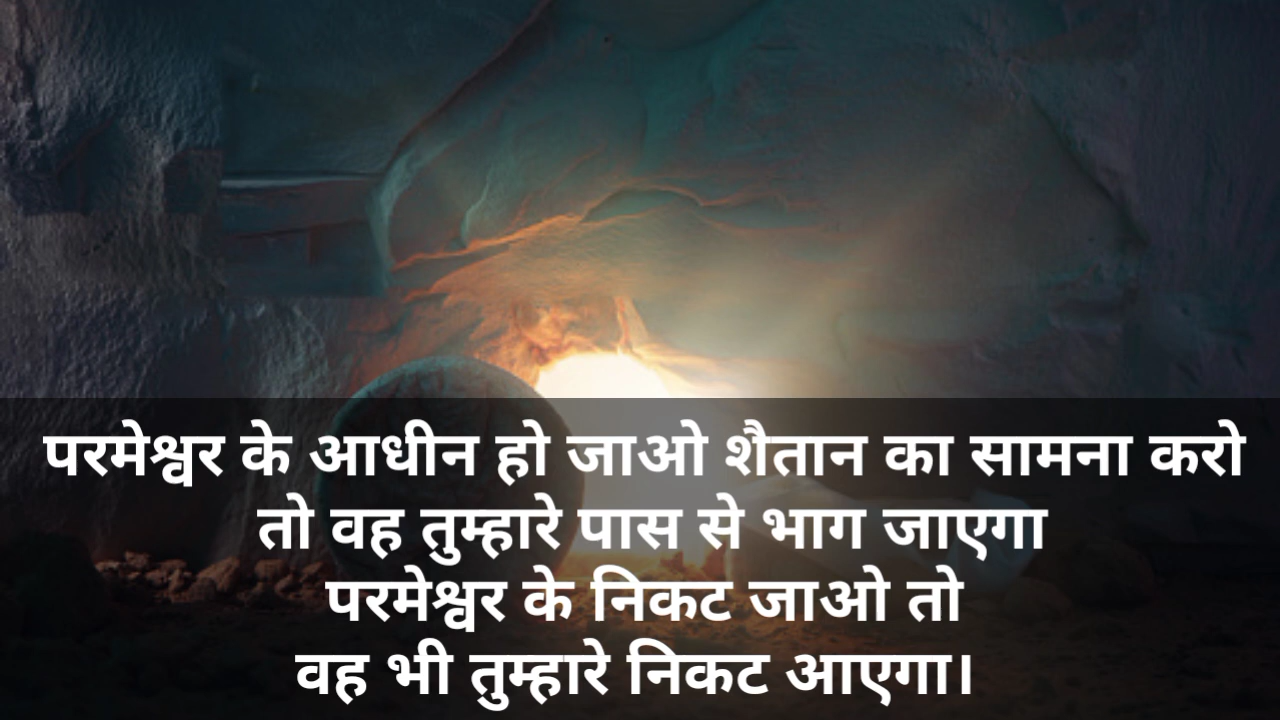 परमेश्वर के आधीन हो जाओ शैतान का सामना करो
तो वह तुम्हारे पास से भाग जाएगा
परमेश्वर के निकट जाओ तो
वह भी तुम्हारे निकट आएगा।